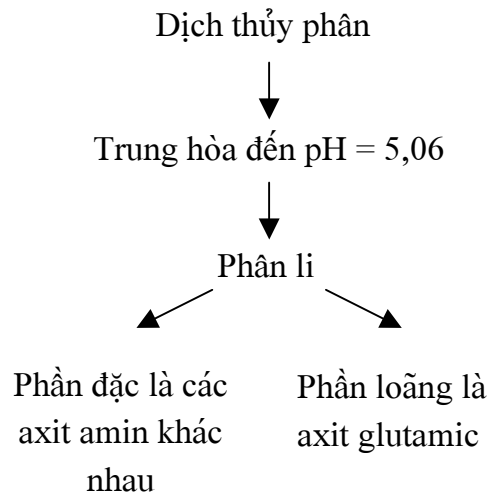 Dịch thủy phân
Trung hòa đến pH = 5,06
Phân li
Phần đặc là các
axit amin khác
nhau
Phần loãng là
axit glutamic